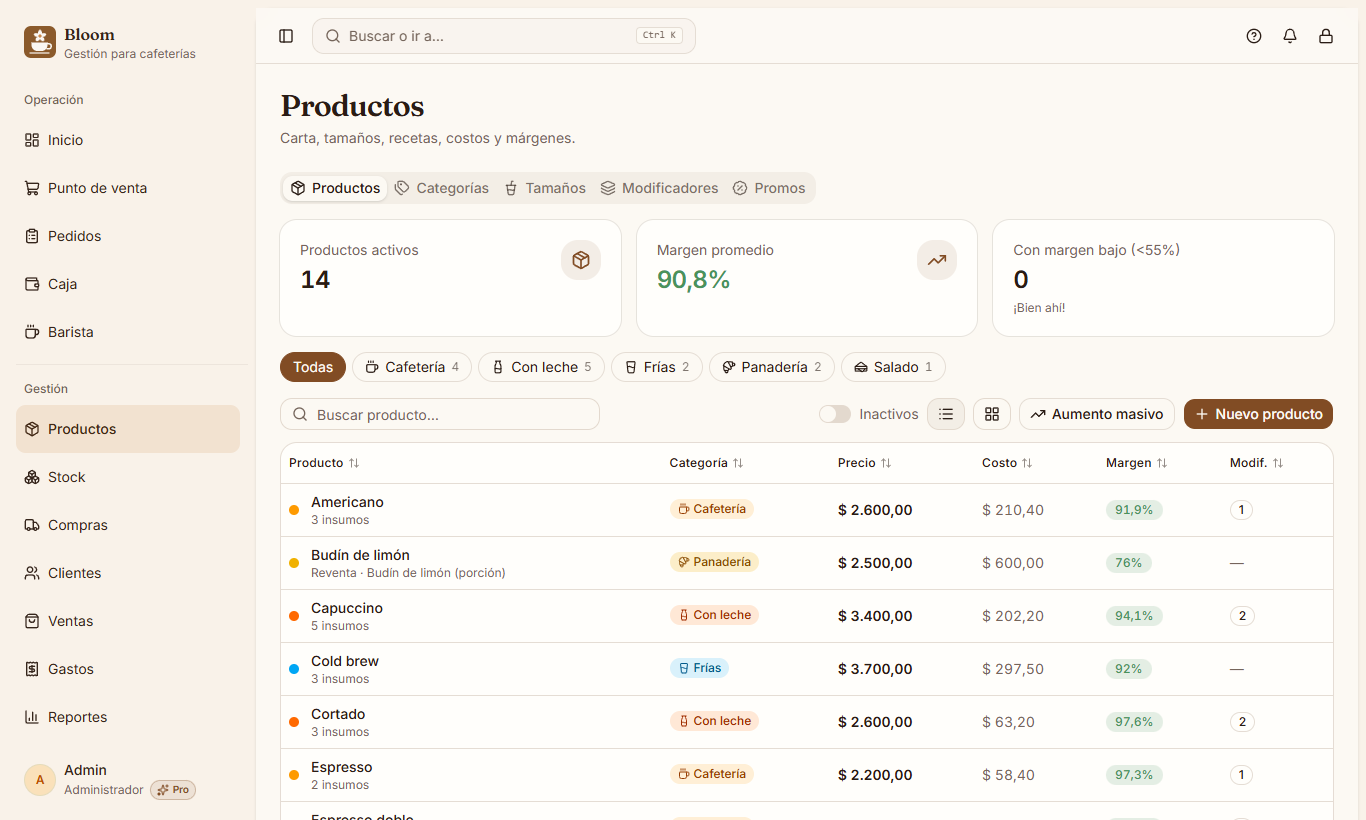 Bloom
Gestión para cafeterías
Operación
Inicio
Punto de venta
Pedidos
Caja
Barista
Gestión
Productos
Stock
Compras
Clientes
Ventas
Gastos
Reportes
A
Admin
Administrador Pro
Buscar o ir a... Ctrl K
Productos
Carta, tamaños, recetas, costos y márgenes.
Productos Categorías Tamaños Modificadores Promos
Productos activos
14
Margen promedio
90,8%
Con margen bajo (<55%)
0
¡Bien ahí!
Todas Cafetería 4 Con leche 5 Frías 2 Panadería 2 Salado 1
Buscar producto... Inactivos Aumento masivo Nuevo producto
Producto Categoría Precio Costo Margen Modif.
Americano
3 insumos
Cafetería $ 2.600,00 $ 210,40 91,9% 1
Budín de limón
Reventa · Budín de limón (porción)
Panadería $ 2.500,00 $ 600,00 76% —
Capuccino
5 insumos
Con leche $ 3.400,00 $ 202,20 94,1% 2
Cold brew
3 insumos
Frías $ 3.700,00 $ 297,50 92% —
Cortado
3 insumos
Con leche $ 2.600,00 $ 63,20 97,6% 2
Espresso
2 insumos
Cafetería $ 2.200,00 $ 58,40 97,3% 1
Espresso doble